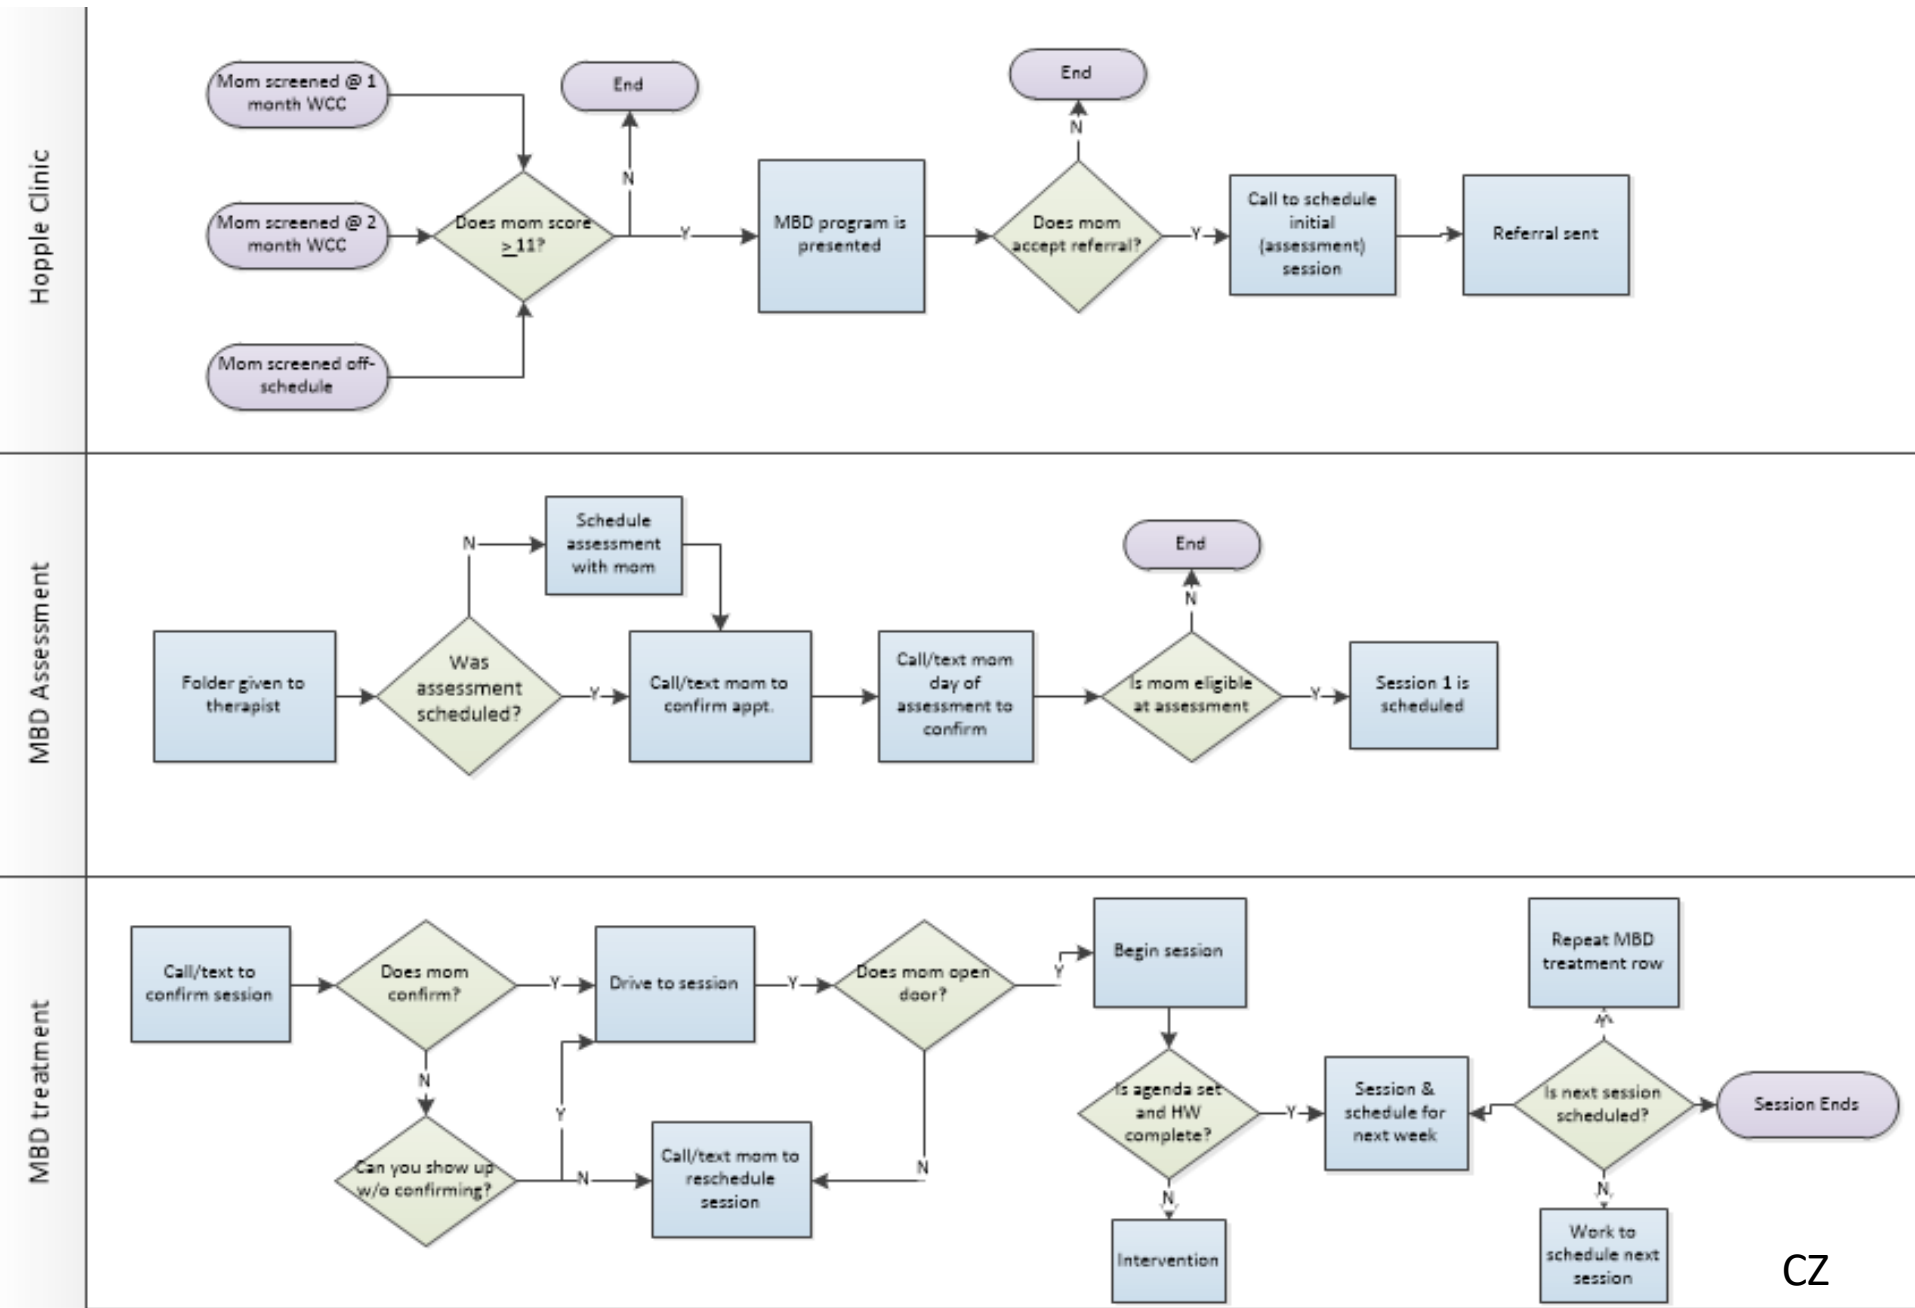 Hopple Clinic
Mom screened @ 1
month WCC
End
N
Mom screened @ 2
month WCC
Does mom score
≥ 11?
Y
MBD program is
presented
Does mom
accept referral?
N
End
Y
Call to schedule
initial
(assessment)
session
Referral sent
Mom screened off-
schedule
MBD Assessment
Folder given to
therapist
Was
assessment
scheduled?
N
Schedule
assessment
with mom
Y
Call/text mom to
confirm appt.
Call/text mom
day of
assessment to
confirm
Is mom eligible
at assessment
N
End
Y
Session 1 is
scheduled
MBD treatment
Call/text to
confirm session
Does mom
confirm?
Y
Drive to session
Y
Does mom open
door?
Y
Begin session
N
Can you show up
w/o confirming?
Y
N
Call/text mom to
reschedule
session
N
Is agenda set
and HW
complete?
Y
Session &
schedule for
next week
N
Intervention
Is next session
scheduled?
Y
Repeat MBD
treatment row
Session Ends
N
Work to
schedule next
session
CZ